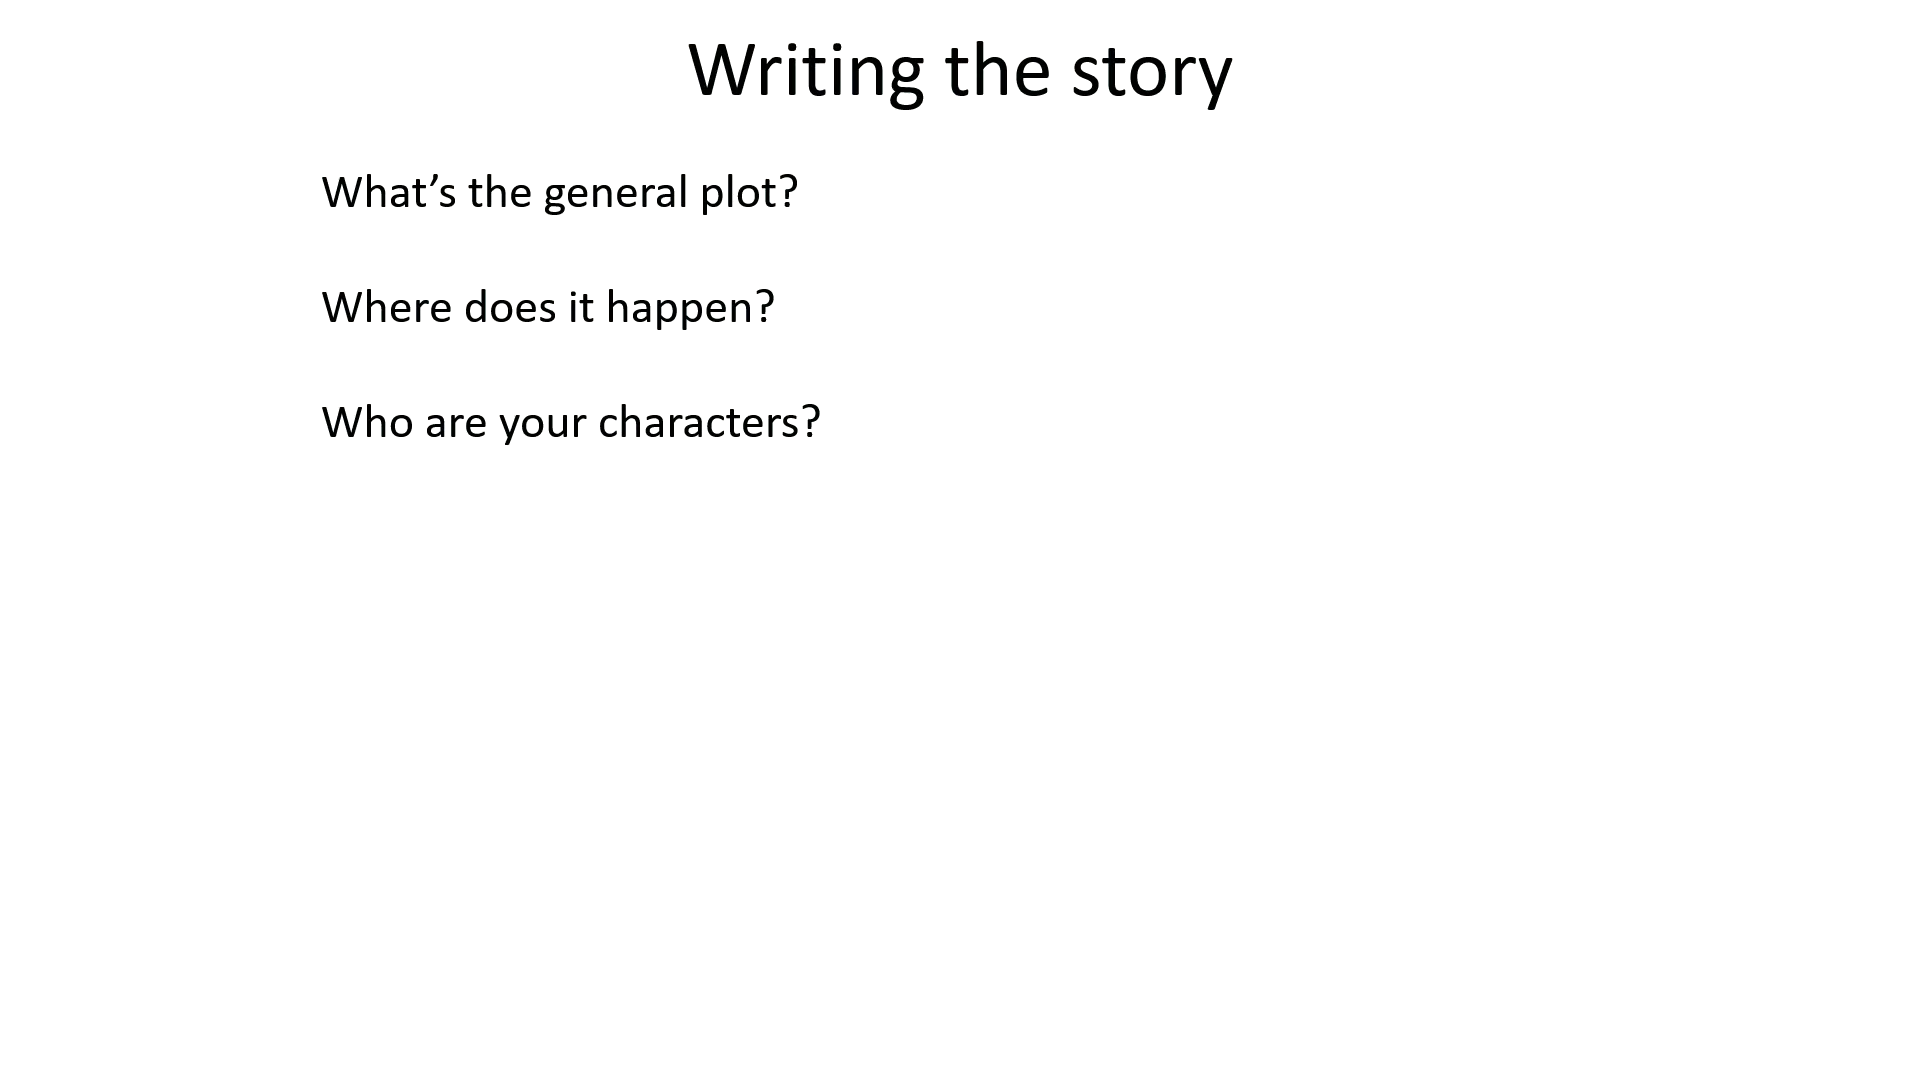 Writing the story
What’s the general plot?
Where does it happen?
Who are your characters?